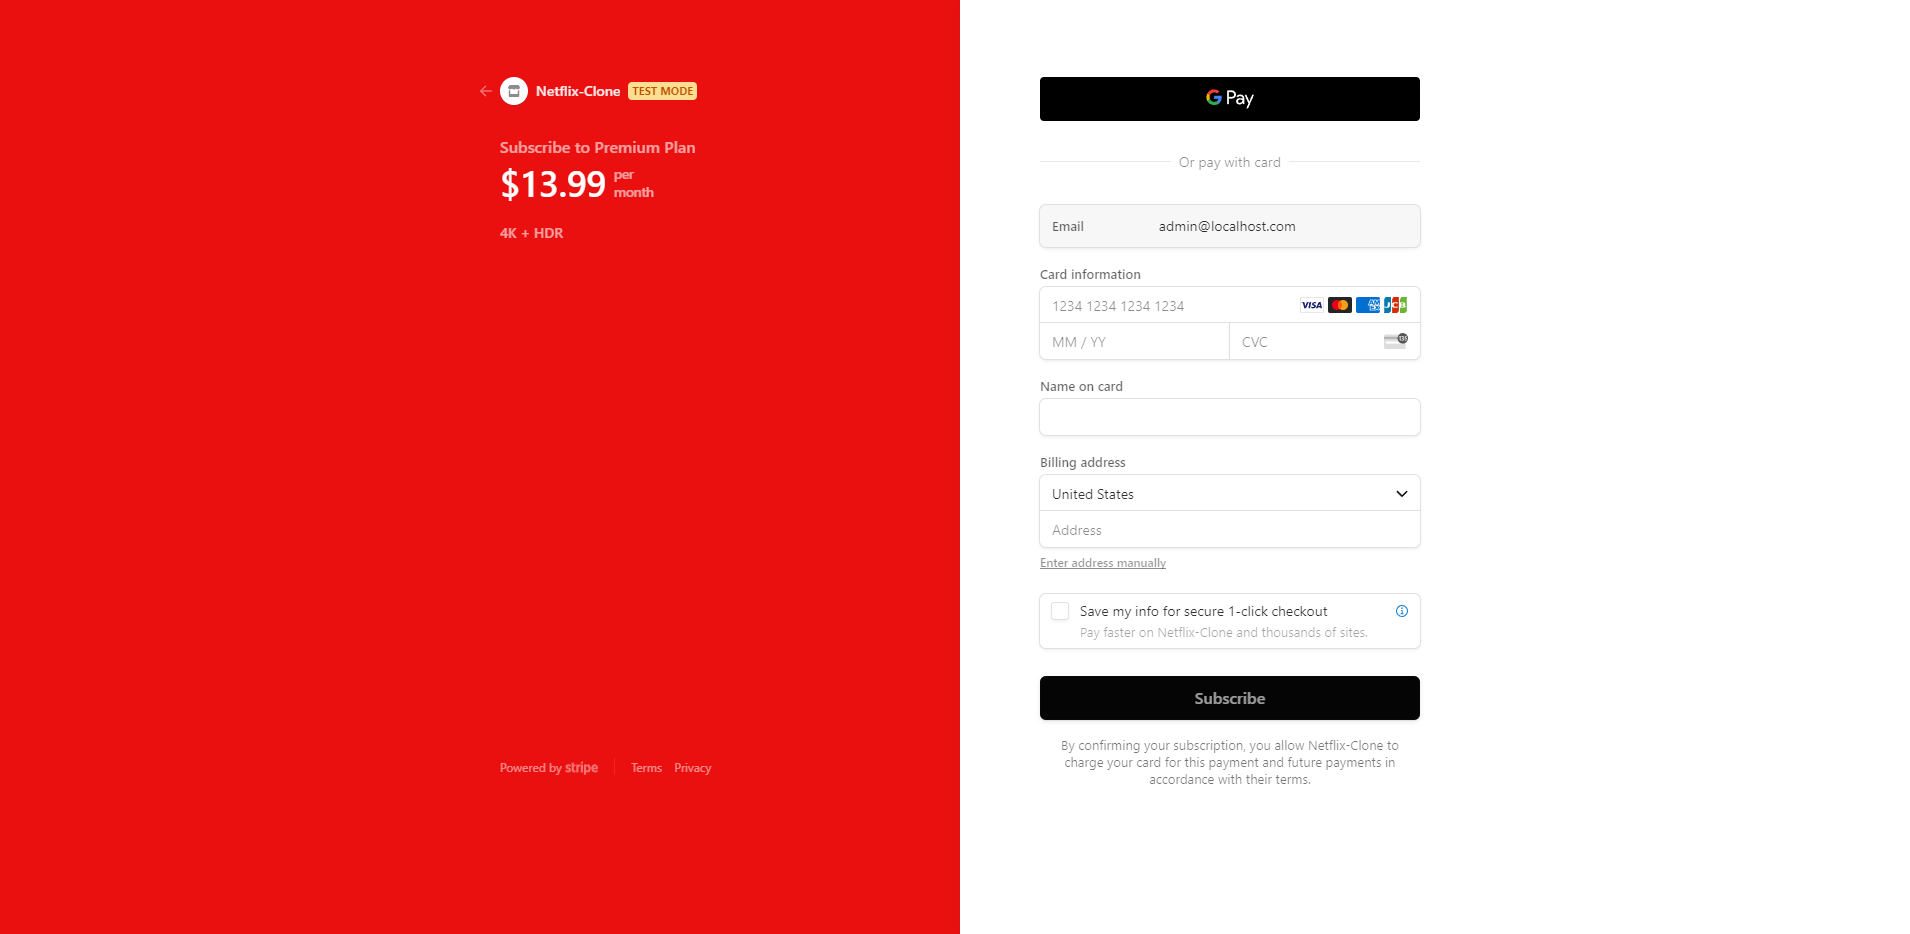 Netflix-Clone TEST MODE
Subscribe to Premium Plan
$13.99 per
month
4K + HDR
Powered by stripe Terms Privacy
G Pay
Or pay with card
Email admin@localhost.com
Card information
1234 1234 1234 1234 VISA AM EX JCB
MM / YY CVC
Name on card
Billing address
United States
Address
Enter address manually
Save my info for secure 1-click checkout
Pay faster on Netflix-Clone and thousands of sites.
Subscribe
By confirming your subscription, you allow Netflix-Clone to
charge your card for this payment and future payments in
accordance with their terms.